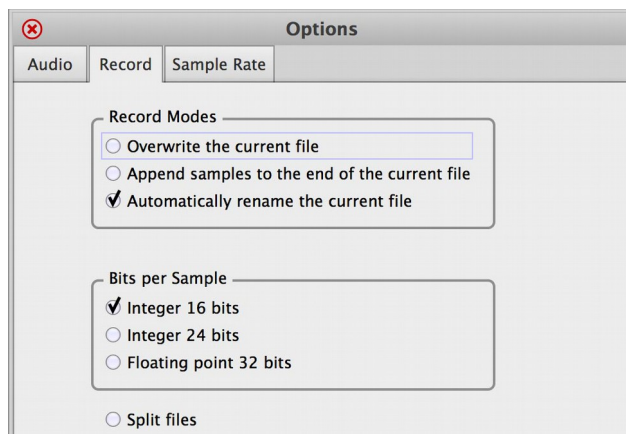 Options
Audio Record Sample Rate
Record Modes
Overwrite the current file
Append samples to the end of the current file
Automatically rename the current file
Bits per Sample
Integer 16 bits
Integer 24 bits
Floating point 32 bits
Split files